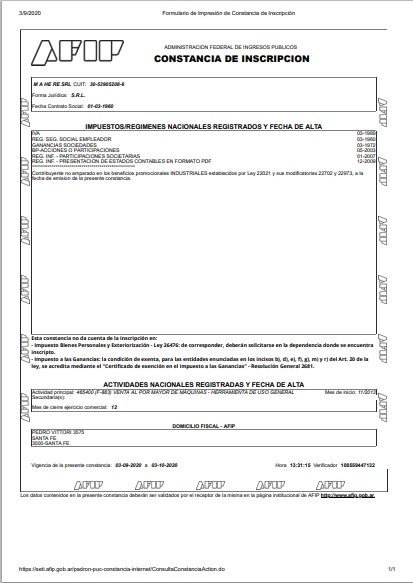 3/9/2020
Formulario de Impresión de Constancia de Inscripción
AFIP
ADMINISTRACION FEDERAL DE INGRESOS PUBLICOS
CONSTANCIA DE INSCRIPCION
M A HE RE SRL CUIT: 30-53965208-6
Forma Jurídica: S.R.L.
Fecha Contrato Social: 01-03-1960
IMPUESTOS/REGIMENES NACIONALES REGISTRADOS Y FECHA DE ALTA
IVA 03-1989
REG. SEG. SOCIAL EMPLEADOR 03-1960
GANANCIAS SOCIEDADES 03-1972
BP-ACCIONES O PARTICIPACIONES 05-2003
REG. INF. - PARTICIPACIONES SOCIETARIAS 01-2007
REG. INF. - PRESENTACION DE ESTADOS CONTABLES EN FORMATO PDF 12-2008
Contribuyente no amparado en los beneficios promocionales INDUSTRIALES establecidos por Ley 22021 y sus modificatorias 22702 y 22973, a la
fecha de emision de la presente constancia.
Esta constancia no da cuenta de la inscripción en:
- Impuesto Bienes Personales y Exteriorización - Ley 26476: de corresponder, deberán solicitarse en la dependencia donde se encuentra
inscripto.
- Impuesto a las Ganancias: la condición de exenta, para las entidades enunciadas en los incisos b), d), e), f), g), m) y r) del Art. 20 de la
ley, se acredita mediante el "Certificado de exención en el Impuesto a las Ganancias" - Resolución General 2681.
ACTIVIDADES NACIONALES REGISTRADAS Y FECHA DE ALTA
Actividad principal: 465400 (F-883) VENTA AL POR MAYOR DE MÁQUINAS - HERRAMIENTA DE USO GENERAL Mes de inicio: 11/2013
Secundaria(s):
Mes de cierre ejercicio comercial: 12
DOMICILIO FISCAL - AFIP
PEDRO VITTORI 3575
SANTA FE
3000-SANTA FE
Vigencia de la presente constancia: 03-09-2020 a 03-10-2020 Hora 13:31:15 Verificador 108559447132
AFIP AFIP AFIP AFIP AFIP
Los datos contenidos en la presente constancia deberán ser validados por el receptor de la misma en la página institucional de AFIP http://www.afip.gob.ar.
https://seti.afip.gob.ar/padron-puc-constancia-internet/ConsultaConstanciaAction.do
1/1